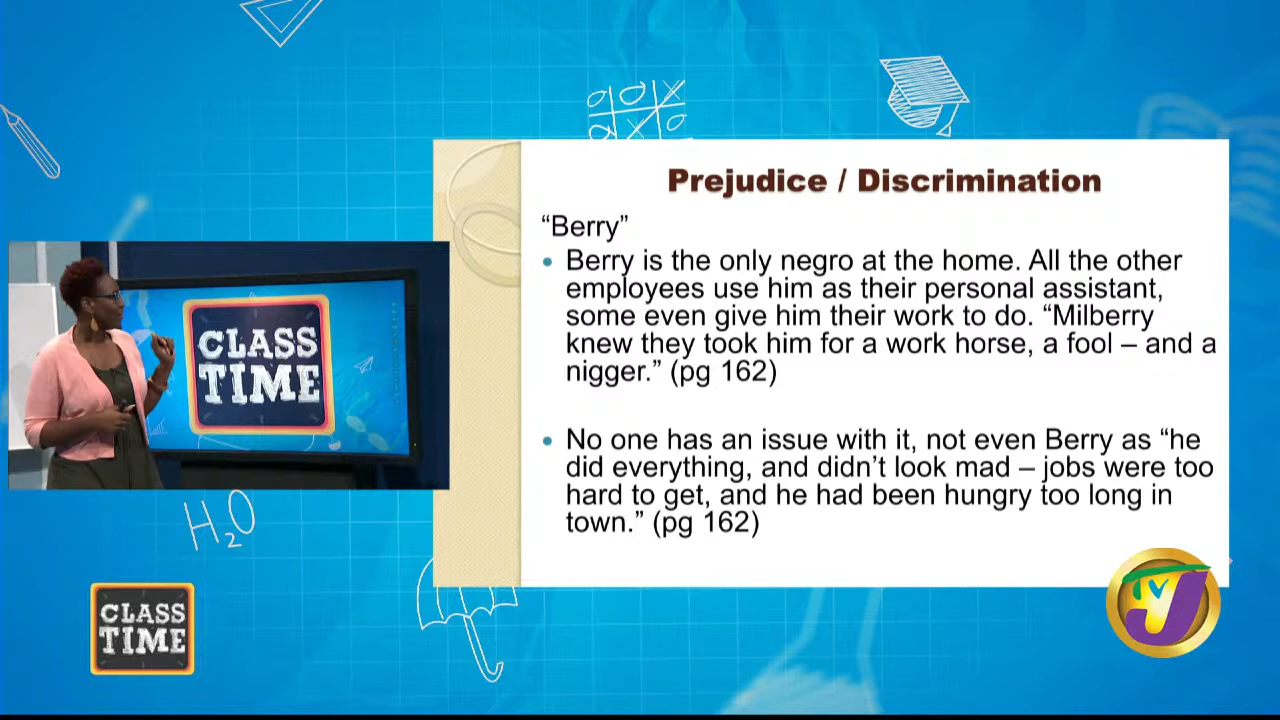 Prejudice / Discrimination
“Berry”
• Berry is the only negro at the home. All the other
employees use him as their personal assistant,
some even give him their work to do. “Milberry
knew they took him for a work horse, a fool – and a
nigger.” (pg 162)
• No one has an issue with it, not even Berry as “he
did everything, and didn’t look mad – jobs were too
hard to get, and he had been hungry too long in
town.” (pg 162)
CLASS
TIME
H₂O
CLASS
TIME
TVJ